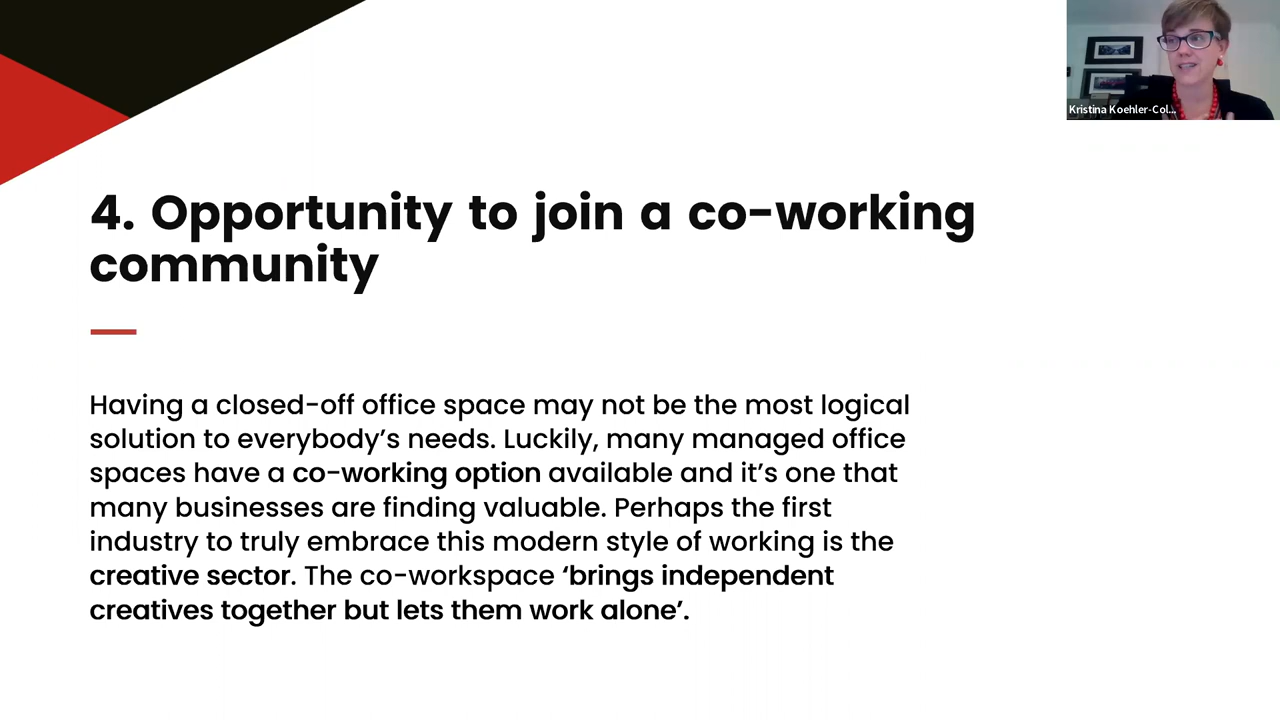 Kristina Koehler-Col...
4. Opportunity to join a co-working
community
Having a closed-off office space may not be the most logical
solution to everybody’s needs. Luckily, many managed office
spaces have a co-working option available and it’s one that
many businesses are finding valuable. Perhaps the first
industry to truly embrace this modern style of working is the
creative sector. The co-workspace ‘brings independent
creatives together but lets them work alone’.